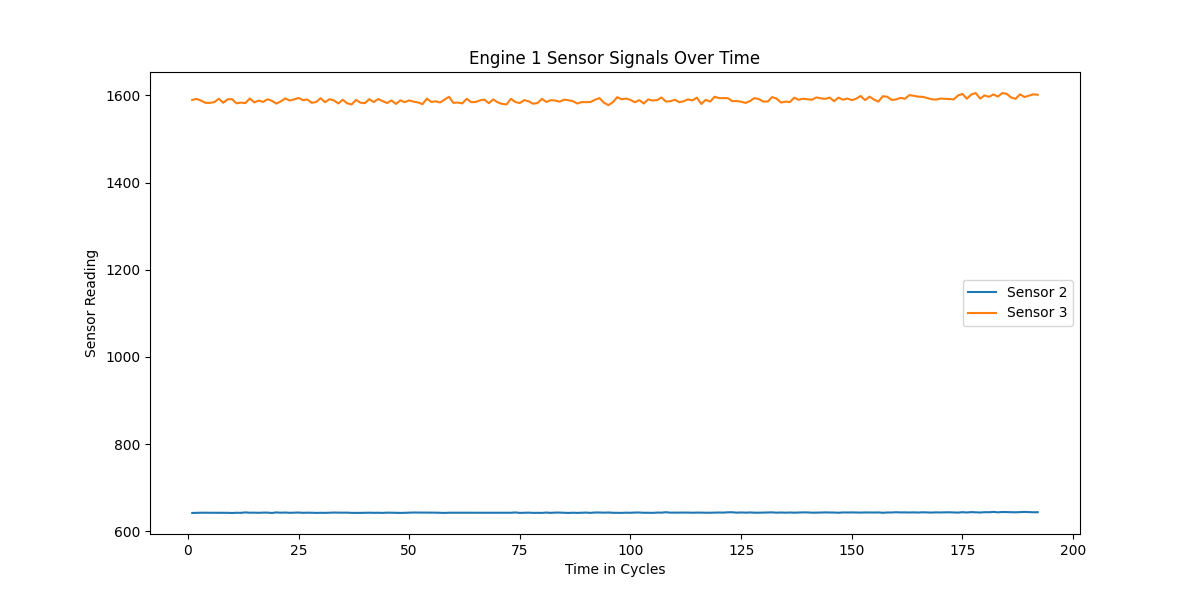 Engine 1 Sensor Signals Over Time
1600
1400
1200
1000
800
600
Sensor Reading
Sensor 2
Sensor 3
0 25 50 75 100 125 150 175 200
Time in Cycles